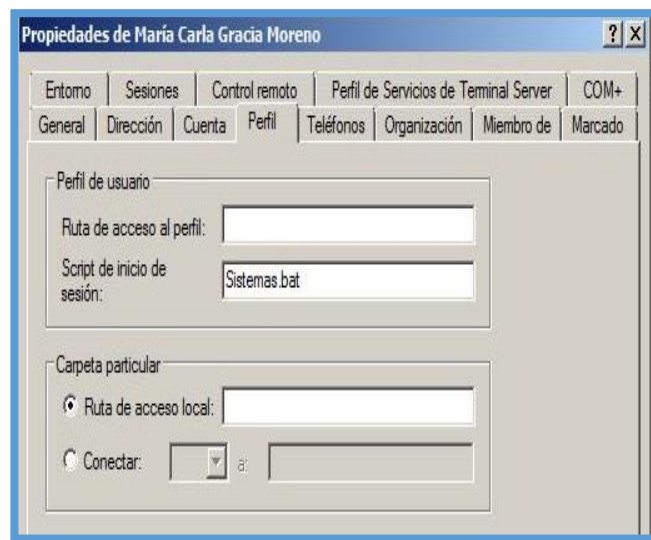 Propiedades de María Carla Gracia Moreno
Entorno Sesiones Control remoto Perfil de Servicios de Terminal Server COM+
General Dirección Cuenta Perfil Teléfonos Organización Miembro de Marcado
Perfil de usuario
Ruta de acceso al perfil:
Script de inicio de
sesión:
Sistemas.bat
Carpeta particular
Ruta de acceso local:
Conectar: a: